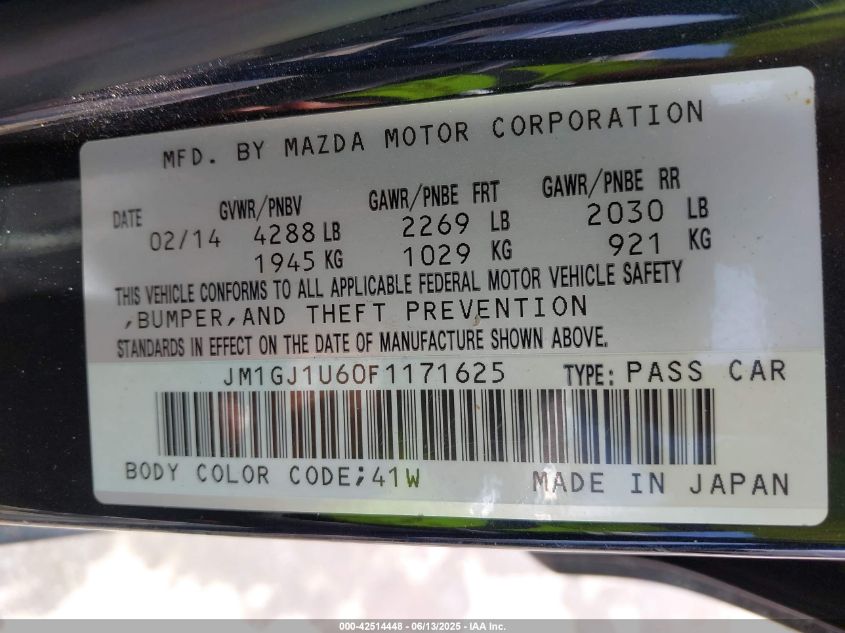 MFD. BY MAZDA MOTOR CORPORATION
DATE GVWR/PNBV GAWR/PNBE FRT GAWR/PNBE RR
02/14 4288 LB 2269 LB 2030 LB
1945 KG 1029 KG 921 KG
THIS VEHICLE CONFORMS TO ALL APPLICABLE FEDERAL MOTOR VEHICLE SAFETY
,BUMPER,AND THEFT PREVENTION
STANDARDS IN EFFECT ON THE DATE OF MANUFACTURE SHOWN ABOVE.
JM1GJ1U60F1171625 TYPE: PASS CAR
BODY COLOR CODE;41W MADE IN JAPAN
000-42514448 - 06/13/2025 - IAA Inc.